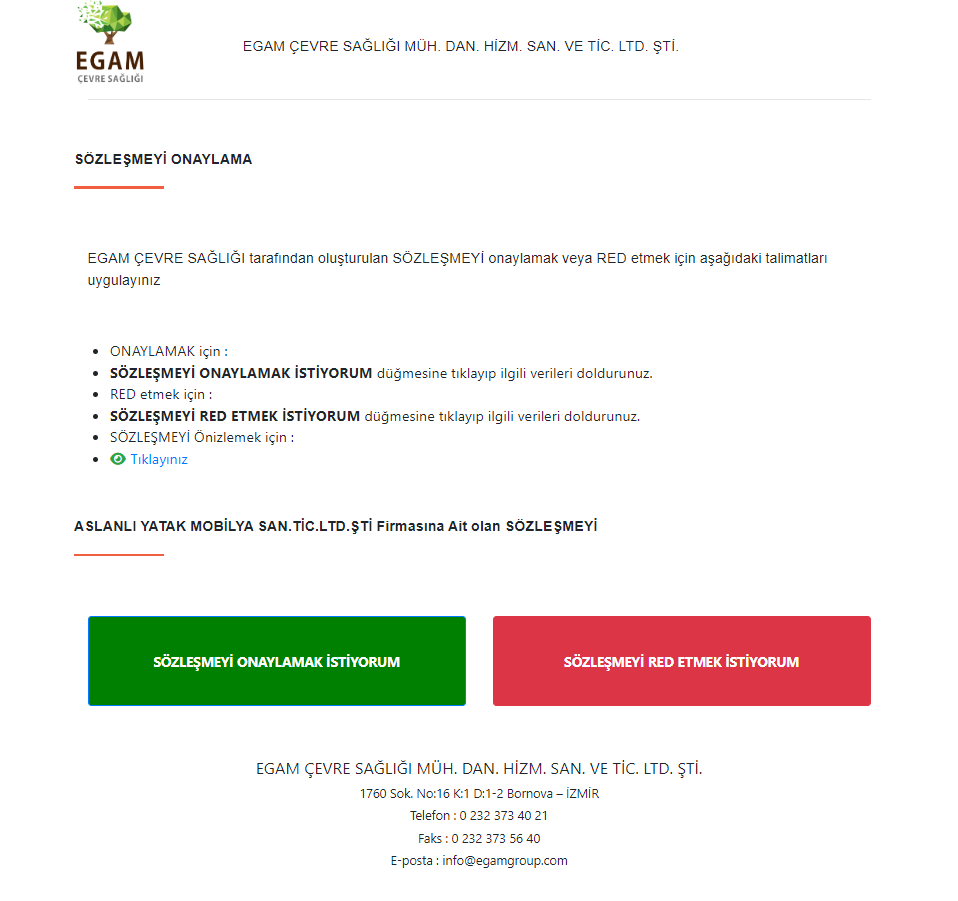 EGAM
ÇEVRE SAĞLIĞI
EGAM ÇEVRE SAĞLIĞI MÜH. DAN. HİZM. SAN. VE TİC. LTD. ŞTİ.
SÖZLEŞMEYİ ONAYLAMA
EGAM ÇEVRE SAĞLIĞI tarafından oluşturulan SÖZLEŞMEYİ onaylamak veya RED etmek için aşağıdaki talimatları
uygulayınız
ONAYLAMAK için :
SÖZLEŞMEYİ ONAYLAMAK İSTİYORUM düğmesine tıklayıp ilgili verileri doldurunuz.
RED etmek için :
SÖZLEŞMEYİ RED ETMEK İSTİYORUM düğmesine tıklayıp ilgili verileri doldurunuz.
SÖZLEŞMEYİ Önizlemek için :
Tıklayınız
ASLANLI YATAK MOBİLYA SAN.TİC.LTD.ŞTİ Firmasına Ait olan SÖZLEŞMEYİ
SÖZLEŞMEYİ ONAYLAMAK İSTİYORUM
SÖZLEŞMEYİ RED ETMEK İSTİYORUM
EGAM ÇEVRE SAĞLIĞI MÜH. DAN. HİZM. SAN. VE TİC. LTD. ŞTİ.
1760 Sok. No:16 K:1 D:1-2 Bornova – İZMİR
Telefon : 0 232 373 40 21
Faks : 0 232 373 56 40
E-posta : info@egamgroup.com